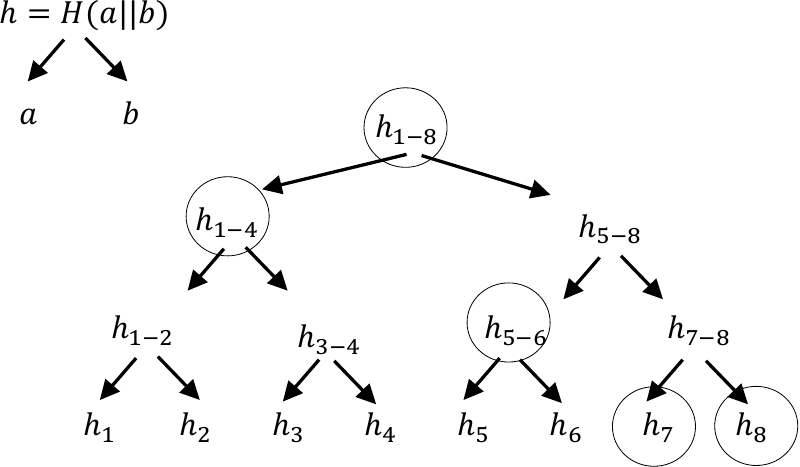 h = H(a||b)
a b
h₁₋₈
h₁₋₄ h₅₋₈
h₁₋₂ h₃₋₄ h₅₋₆ h₇₋₈
h₁ h₂ h₃ h₄ h₅ h₆ h₇ h₈